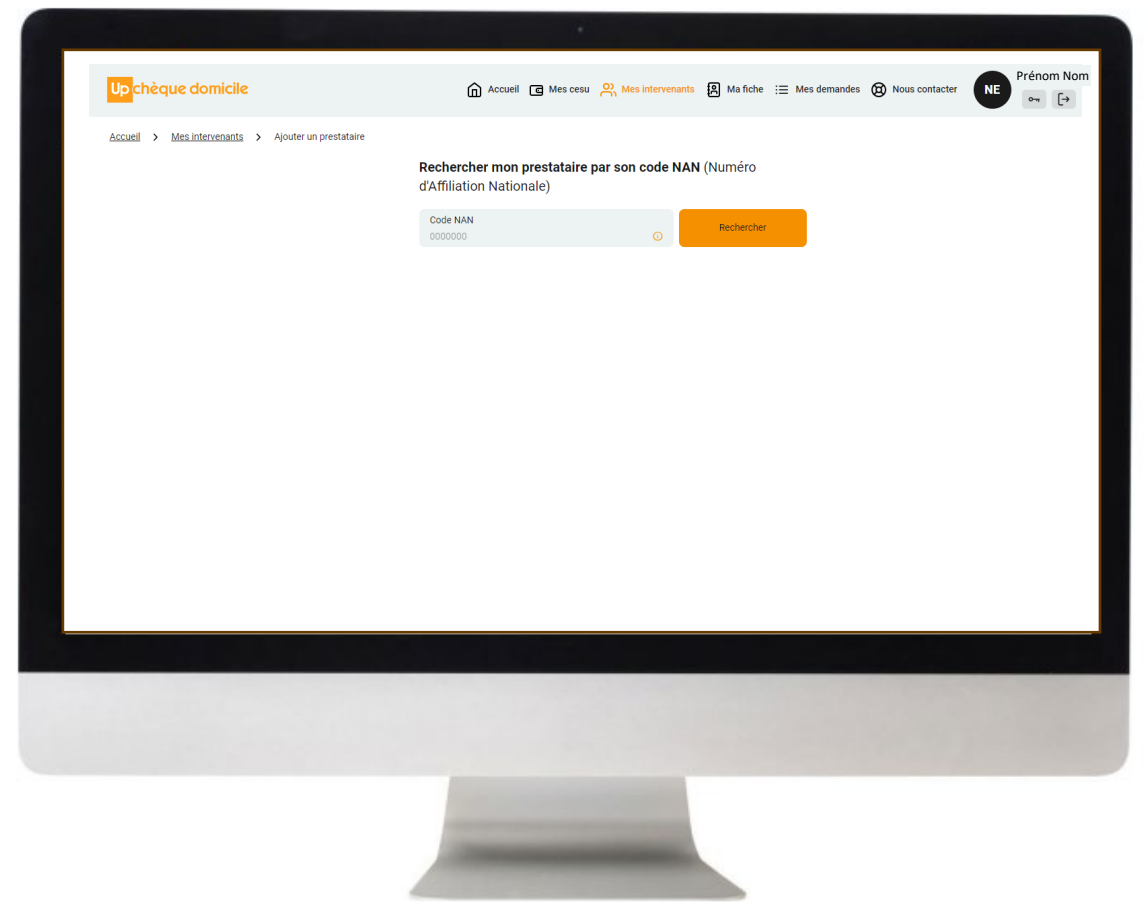 Up chèque domicile
Accueil Mes cesu Mes intervenants Ma fiche Mes demandes Nous contacter NE Prénom Nom
Accueil > Mes intervenants > Ajouter un prestataire
Rechercher mon prestataire par son code NAN (Numéro
d'Affiliation Nationale)
Code NAN
0000000
Rechercher